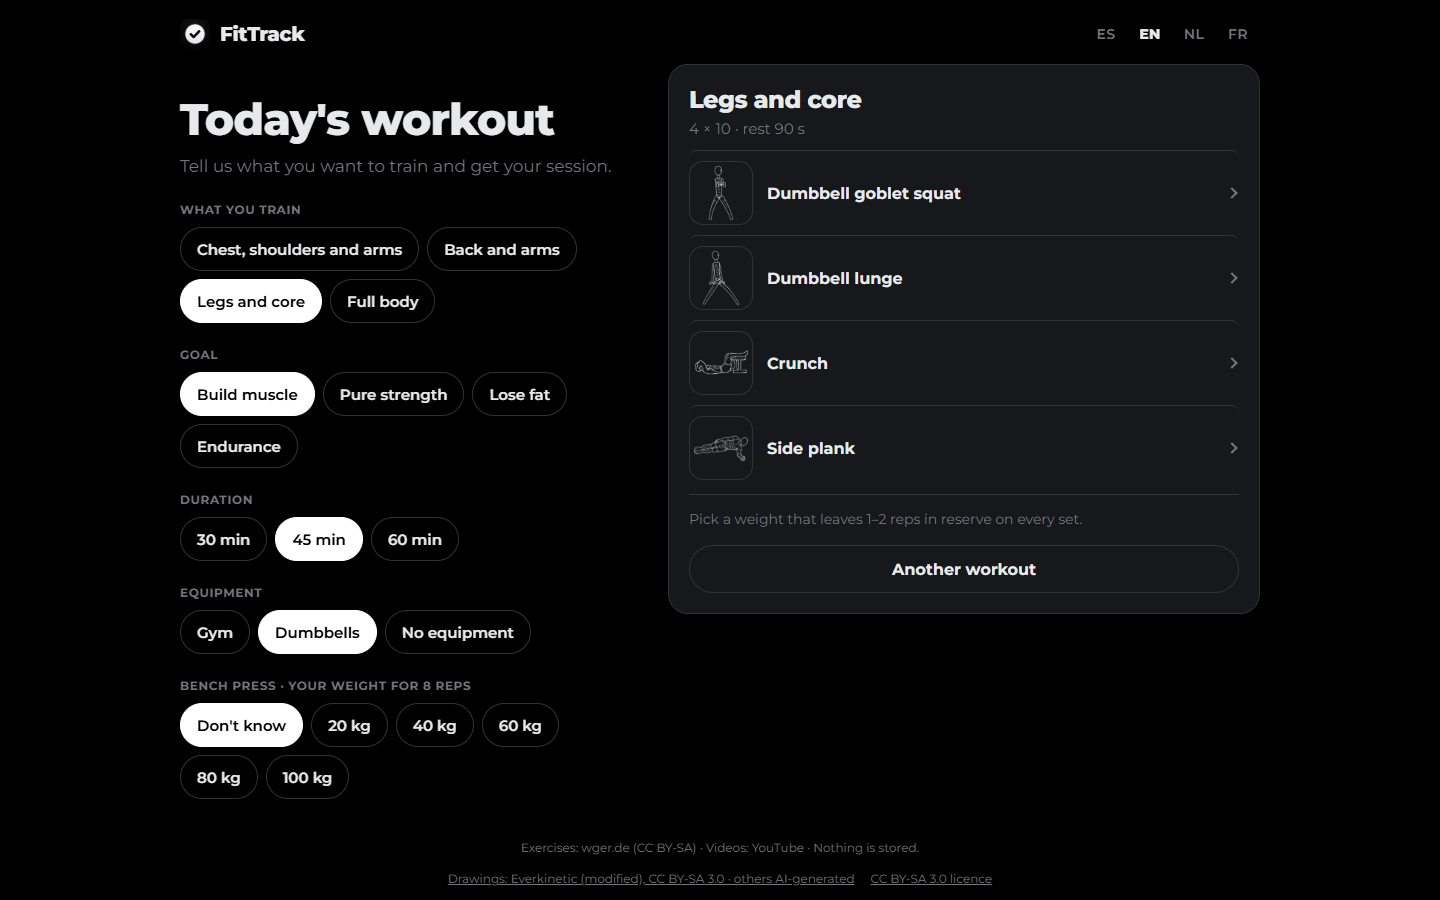 FitTrack
ES EN NL FR
Today's workout
Tell us what you want to train and get your session.
WHAT YOU TRAIN
Chest, shoulders and arms
Back and arms
Legs and core
Full body
GOAL
Build muscle
Pure strength
Lose fat
Endurance
DURATION
30 min
45 min
60 min
EQUIPMENT
Gym
Dumbbells
No equipment
BENCH PRESS · YOUR WEIGHT FOR 8 REPS
Don't know
20 kg
40 kg
60 kg
80 kg
100 kg
Legs and core
4 × 10 · rest 90 s
Dumbbell goblet squat
Dumbbell lunge
Crunch
Side plank
Pick a weight that leaves 1–2 reps in reserve on every set.
Another workout
Exercises: wger.de (CC BY-SA) · Videos: YouTube · Nothing is stored.
Drawings: Everkinetic (modified), CC BY-SA 3.0 · others AI-generated
CC BY-SA 3.0 licence